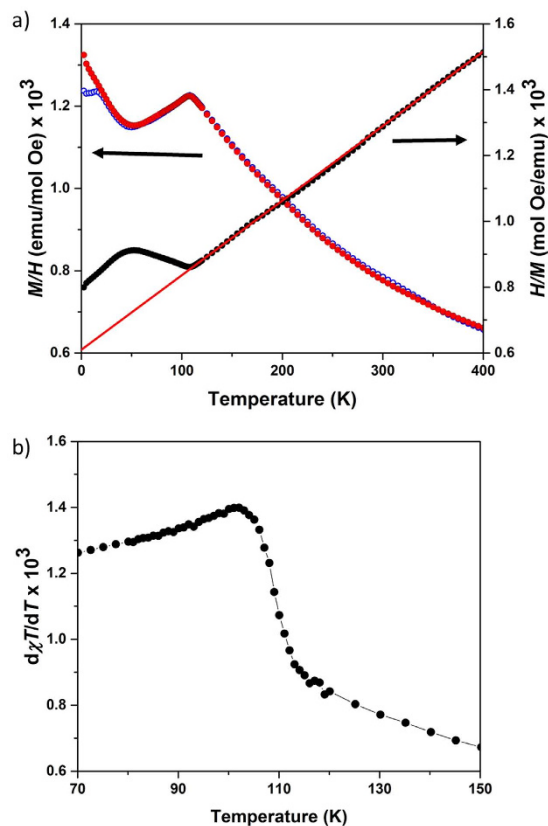 a)
1.4
1.2
1.0
0.8
0.6
M/H (emu/mol Oe) x 10³
1.6
1.4
1.2
1.0
0.8
0.6
H/M (mol Oe/emu) x 10³
0 100 200 300 400
Temperature (K)
b)
1.6
1.4
1.2
1.0
0.8
0.6
dχT/dT x 10³
70 90 110 130 150
Temperature (K)